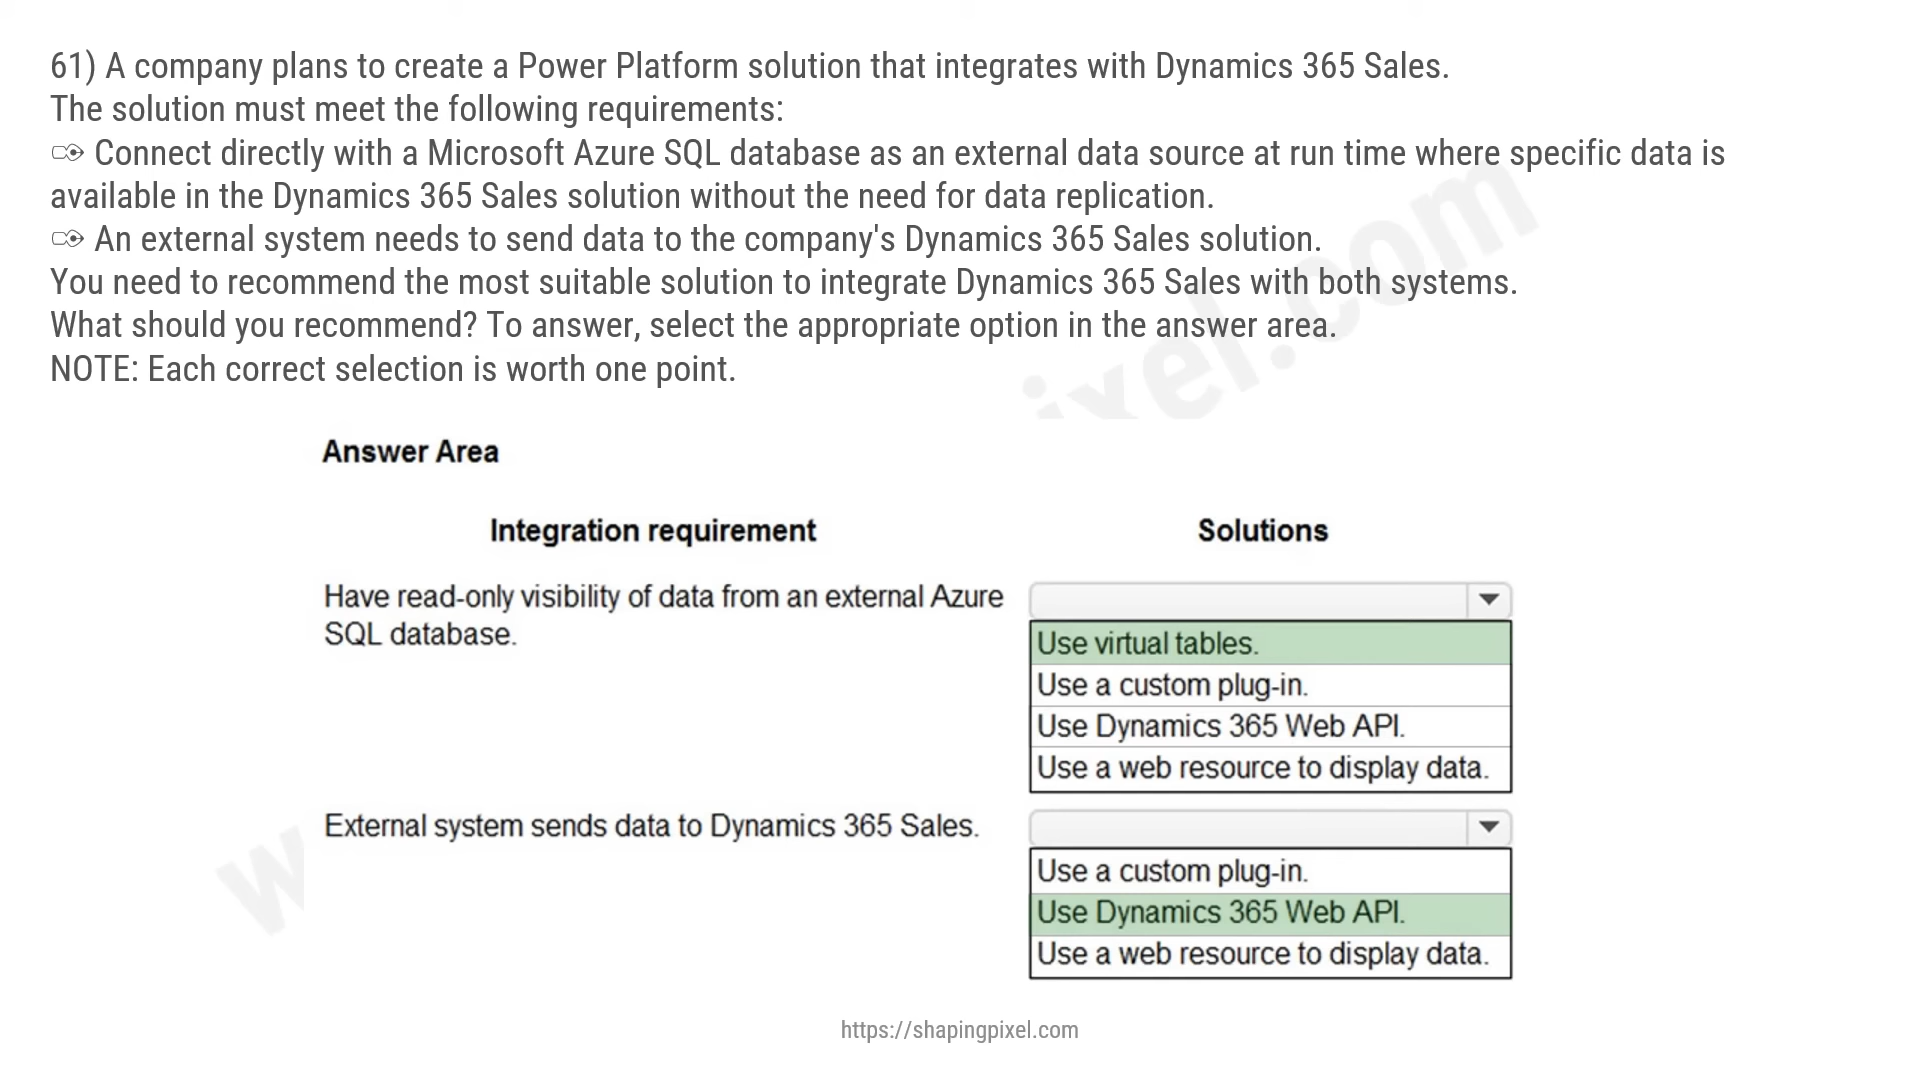 61) A company plans to create a Power Platform solution that integrates with Dynamics 365 Sales.
The solution must meet the following requirements:
Connect directly with a Microsoft Azure SQL database as an external data source at run time where specific data is
available in the Dynamics 365 Sales solution without the need for data replication.
An external system needs to send data to the company's Dynamics 365 Sales solution.
You need to recommend the most suitable solution to integrate Dynamics 365 Sales with both systems.
What should you recommend? To answer, select the appropriate option in the answer area.
NOTE: Each correct selection is worth one point.
ixel.com
Answer Area
Integration requirement Solutions
Have read-only visibility of data from an external Azure
SQL database.
Use virtual tables.
Use a custom plug-in.
Use Dynamics 365 Web API.
Use a web resource to display data.
External system sends data to Dynamics 365 Sales.
Use a custom plug-in.
Use Dynamics 365 Web API.
Use a web resource to display data.
w
https://shapingpixel.com